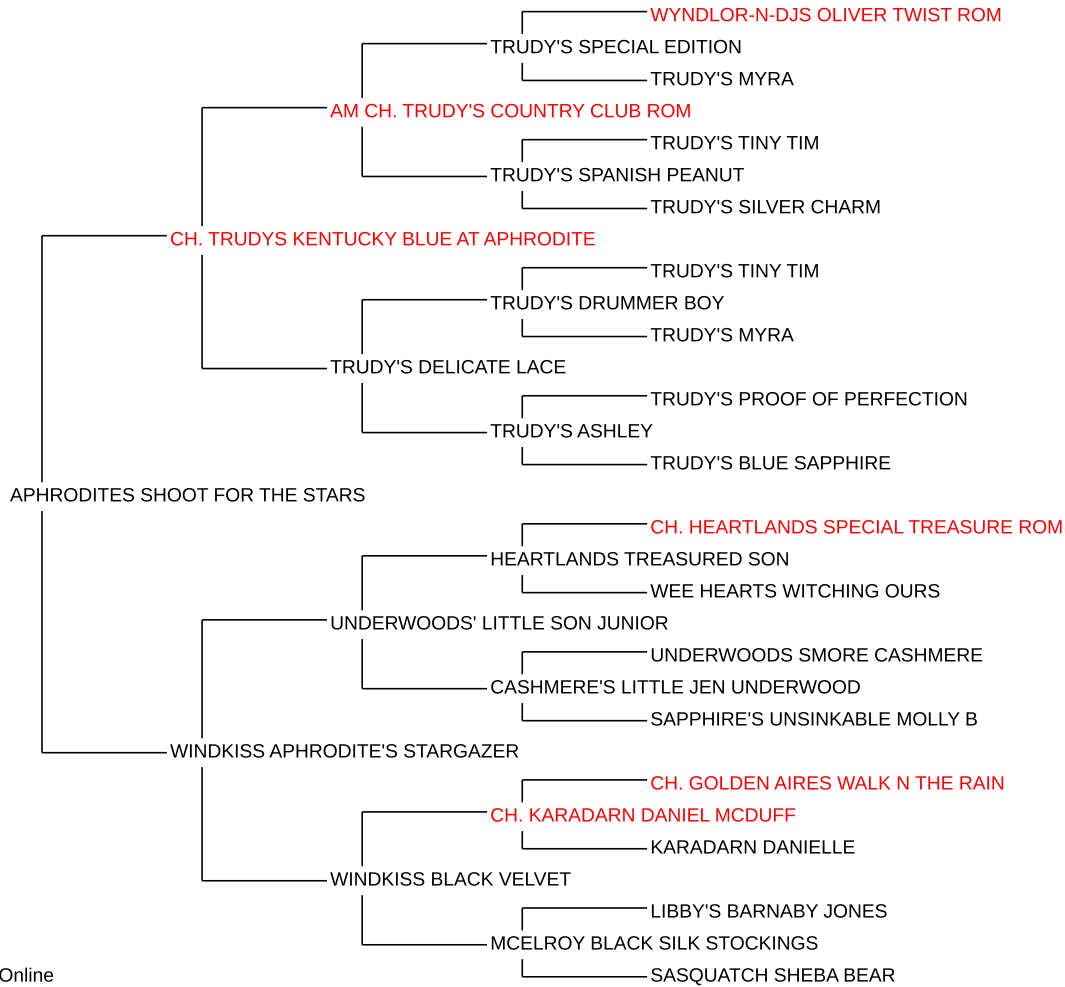 WYNDLOR-N-DJS OLIVER TWIST ROM
TRUDY'S SPECIAL EDITION
TRUDY'S MYRA
AM CH. TRUDY'S COUNTRY CLUB ROM
TRUDY'S TINY TIM
TRUDY'S SPANISH PEANUT
TRUDY'S SILVER CHARM
CH. TRUDYS KENTUCKY BLUE AT APHRODITE
TRUDY'S TINY TIM
TRUDY'S DRUMMER BOY
TRUDY'S MYRA
TRUDY'S DELICATE LACE
TRUDY'S PROOF OF PERFECTION
TRUDY'S ASHLEY
TRUDY'S BLUE SAPPHIRE
APHRODITES SHOOT FOR THE STARS
CH. HEARTLANDS SPECIAL TREASURE ROM
HEARTLANDS TREASURED SON
WEE HEARTS WITCHING OURS
UNDERWOODS' LITTLE SON JUNIOR
UNDERWOODS SMORE CASHMERE
CASHMERE'S LITTLE JEN UNDERWOOD
SAPPHIRE'S UNSINKABLE MOLLY B
WINDKISS APHRODITE'S STARGAZER
CH. GOLDEN AIRES WALK N THE RAIN
CH. KARADARN DANIEL MCDUFF
KARADARN DANIELLE
WINDKISS BLACK VELVET
LIBBY'S BARNABY JONES
MCELROY BLACK SILK STOCKINGS
SASQUATCH SHEBA BEAR
Online